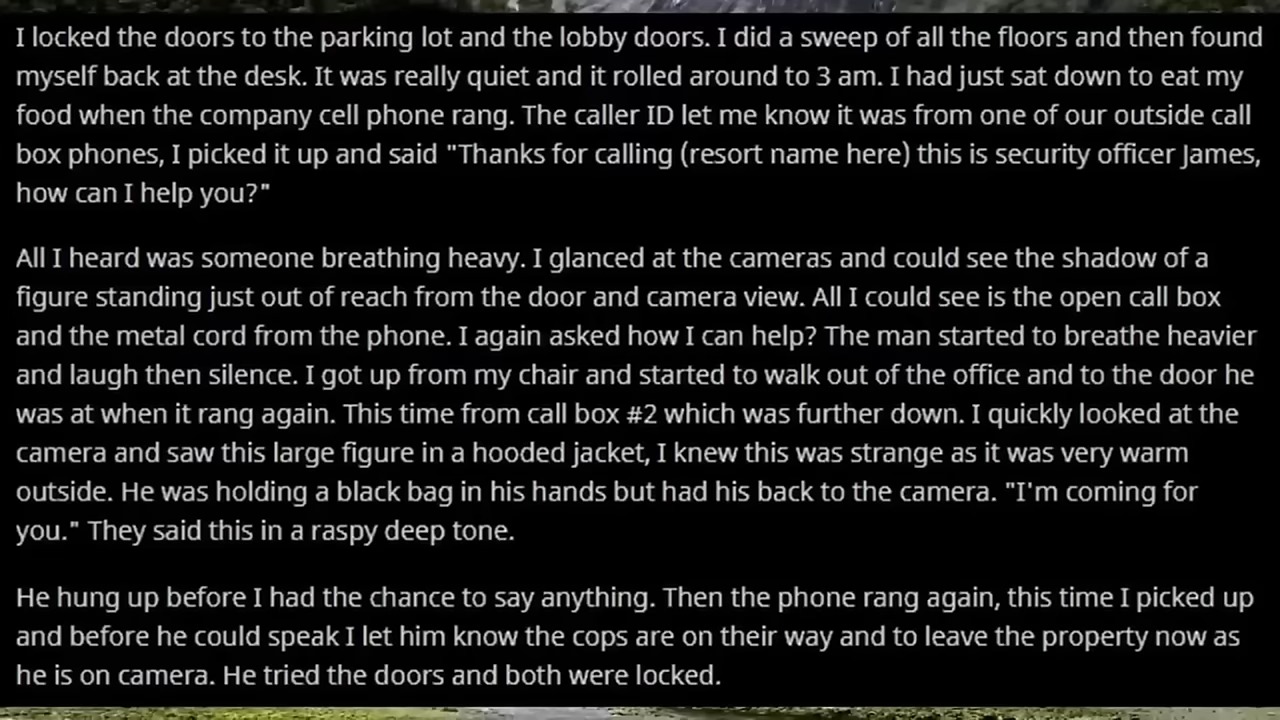 I locked the doors to the parking lot and the lobby doors. I did a sweep of all the floors and then found
myself back at the desk. It was really quiet and it rolled around to 3 am. I had just sat down to eat my
food when the company cell phone rang. The caller ID let me know it was from one of our outside call
box phones, I picked it up and said "Thanks for calling (resort name here) this is security officer James,
how can I help you?"
All I heard was someone breathing heavy. I glanced at the cameras and could see the shadow of a
figure standing just out of reach from the door and camera view. All I could see is the open call box
and the metal cord from the phone. I again asked how I can help? The man started to breathe heavier
and laugh then silence. I got up from my chair and started to walk out of the office and to the door he
was at when it rang again. This time from call box #2 which was further down. I quickly looked at the
camera and saw this large figure in a hooded jacket, I knew this was strange as it was very warm
outside. He was holding a black bag in his hands but had his back to the camera. "I'm coming for
you." They said this in a raspy deep tone.
He hung up before I had the chance to say anything. Then the phone rang again, this time I picked up
and before he could speak I let him know the cops are on their way and to leave the property now as
he is on camera. He tried the doors and both were locked.